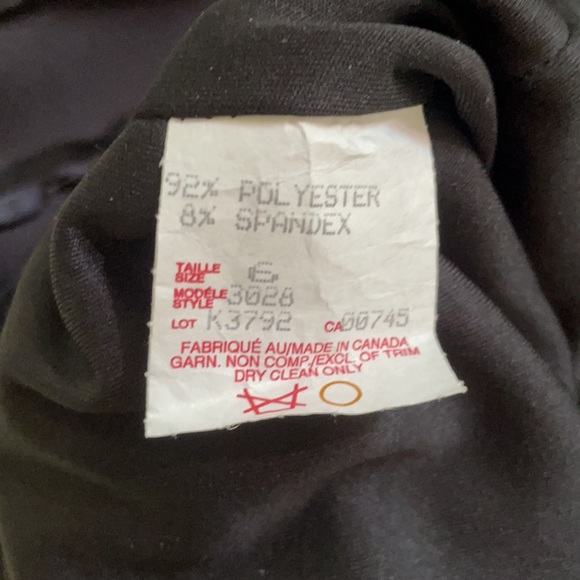 92% POLYESTER
8% SPANDEX
TAILLE
SIZE 6
MODÈLE
STYLE 3028
LOT K3792 CA00745
FABRIQUÉ AU/MADE IN CANADA
GARN. NON COMP./EXCL. OF TRIM
DRY CLEAN ONLY